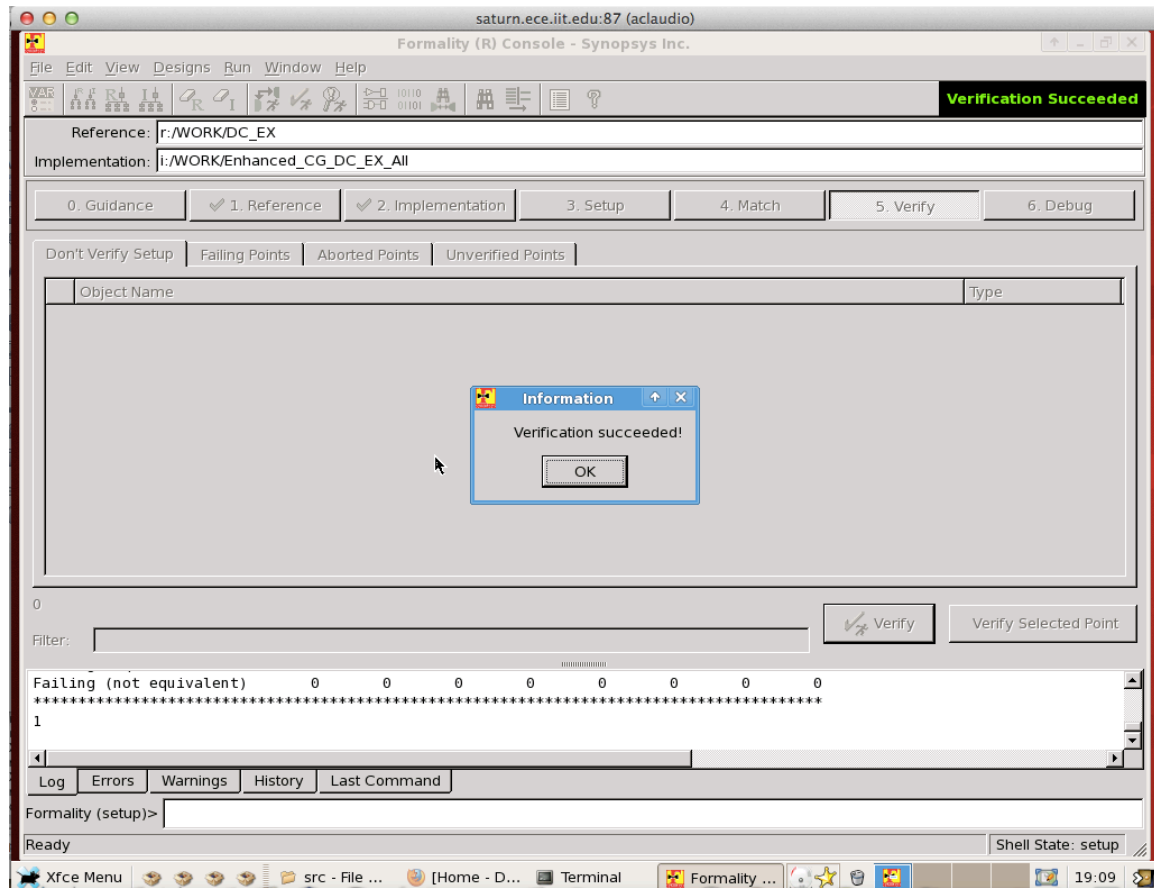 saturn.ece.iit.edu:87 (aclaudio)
Formality (R) Console - Synopsys Inc.
File Edit View Designs Run Window Help
Verification Succeeded
Reference: r:/WORK/DC_EX
Implementation: i:/WORK/Enhanced_CG_DC_EX_All
0. Guidance 1. Reference 2. Implementation 3. Setup 4. Match 5. Verify 6. Debug
Don't Verify Setup Failing Points Aborted Points Unverified Points
Object Name Type
Information
Verification succeeded!
OK
0
Verify Verify Selected Point
Filter:
Failing (not equivalent) 0 0 0 0 0 0 0 0
****************************************************************************************
1
Log Errors Warnings History Last Command
Formality (setup)>
Ready Shell State: setup
Xfce Menu src - File ... [Home - D... Terminal Formality ... 19:09